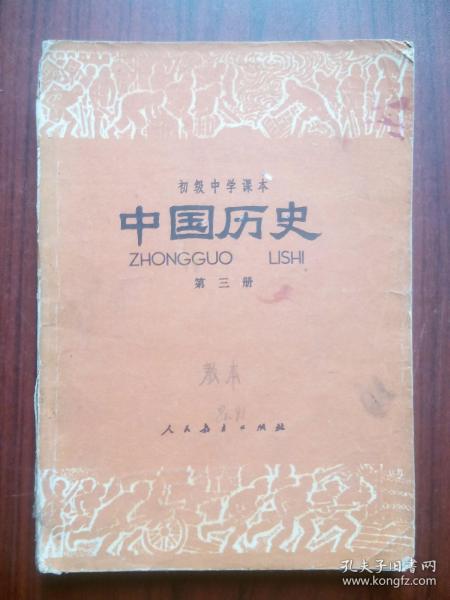 初级中学课本
中国历史
ZHONGGUO LISHI
第三册
教本
人民教育出版社
孔夫子旧书网
www.kongfz.com